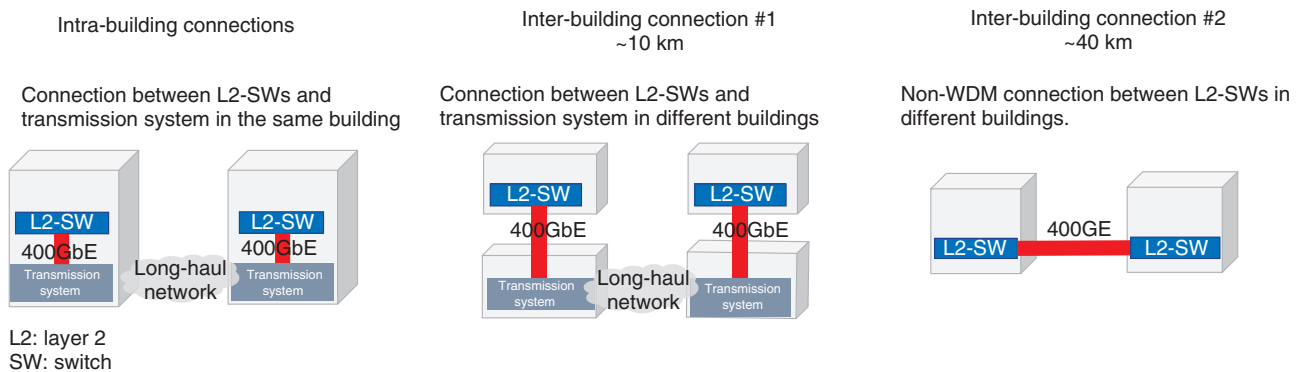 Intra-building connections
Connection between L2-SWs and
transmission system in the same building
L2-SW
400GbE
Transmission
system
Long-haul
network
L2-SW
400GbE
Transmission
system
L2: layer 2
SW: switch
Inter-building connection #1
~10 km
Connection between L2-SWs and
transmission system in different buildings
L2-SW
400GbE
Transmission
system
Long-haul
network
L2-SW
400GbE
Transmission
system
Inter-building connection #2
~40 km
Non-WDM connection between L2-SWs in
different buildings.
L2-SW
400GE
L2-SW